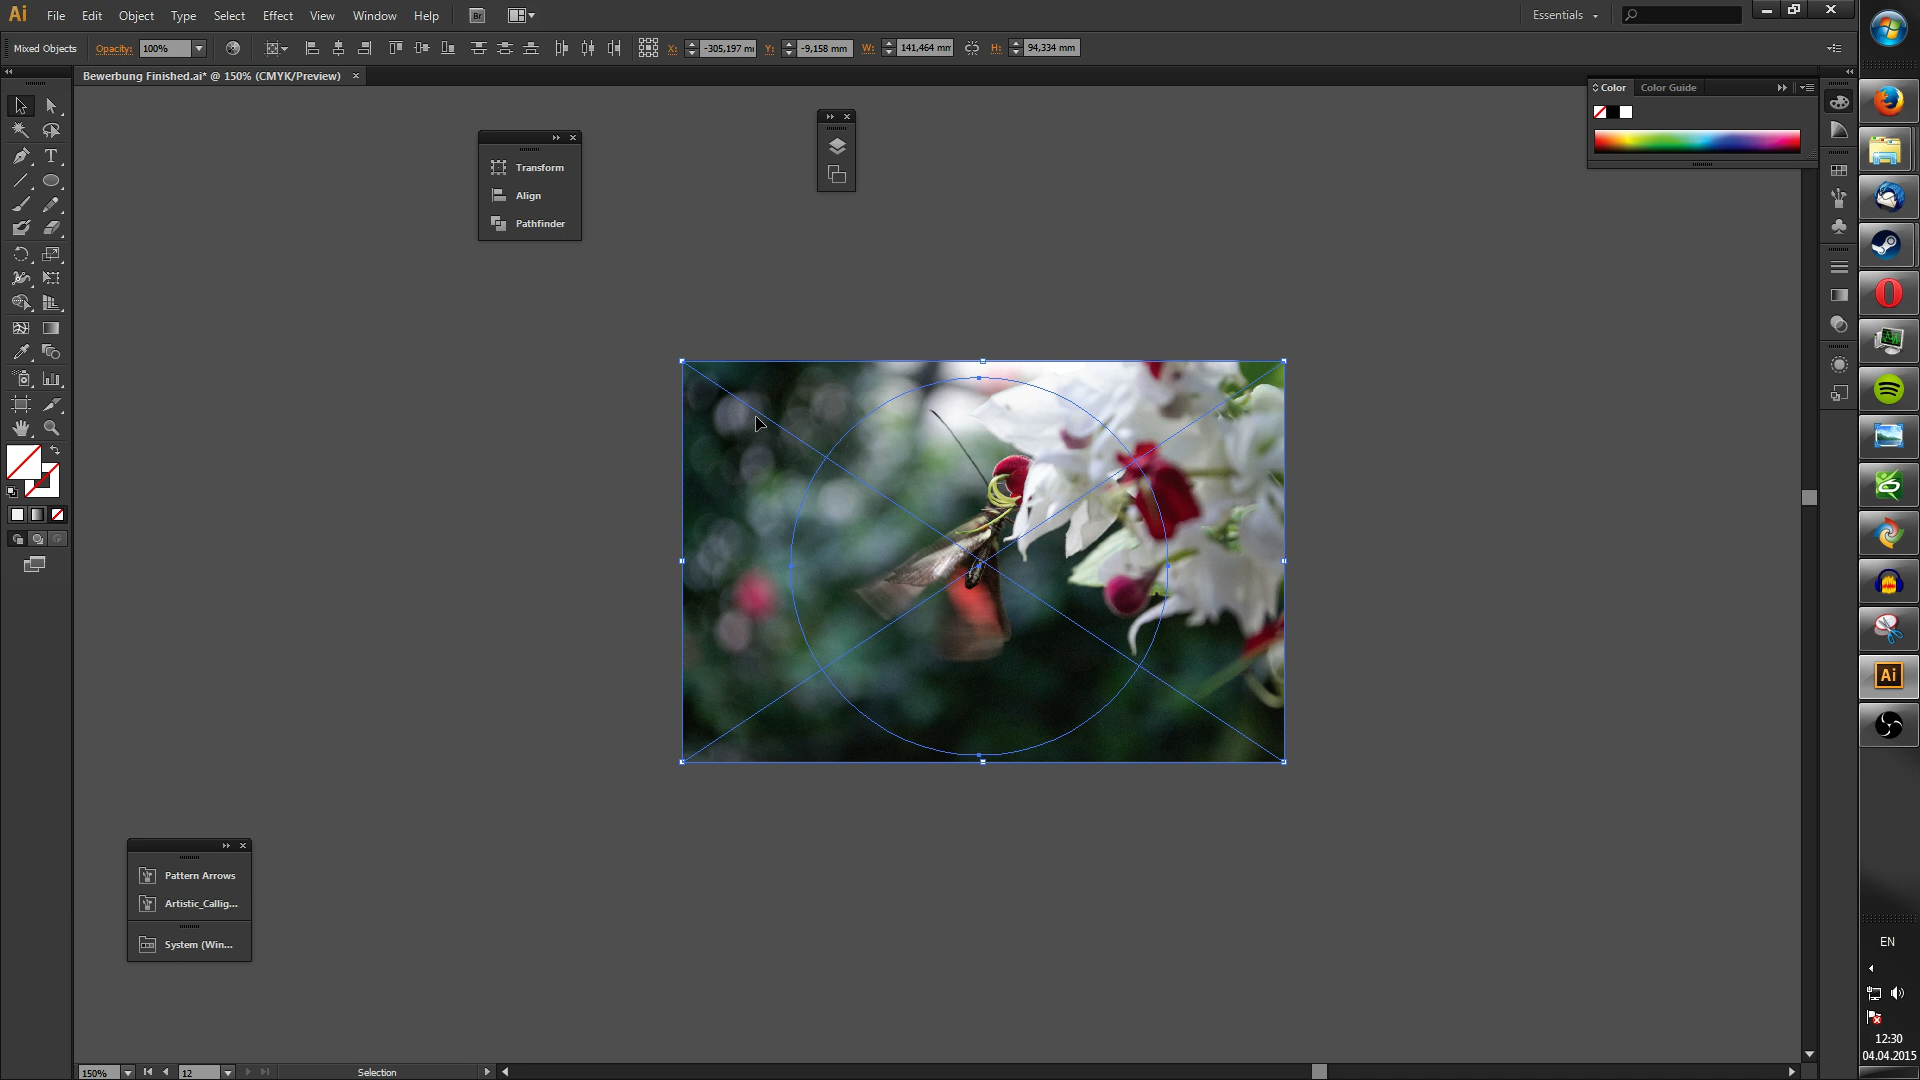 Ai File Edit Object Type Select Effect View Window Help Br Essentials
Mixed Objects Opacity: 100% X: -305,197 m Y: -9,158 mm W: 141,464 mm H: 94,334 mm
Bewerbung Finished.ai* @ 150% (CMYK/Preview)
Color Color Guide
Transform
Align
Pathfinder
Pattern Arrows
Artistic_Callig...
System (Win...
150% 12 Selection
Ai
EN
12:30
04.04.2015